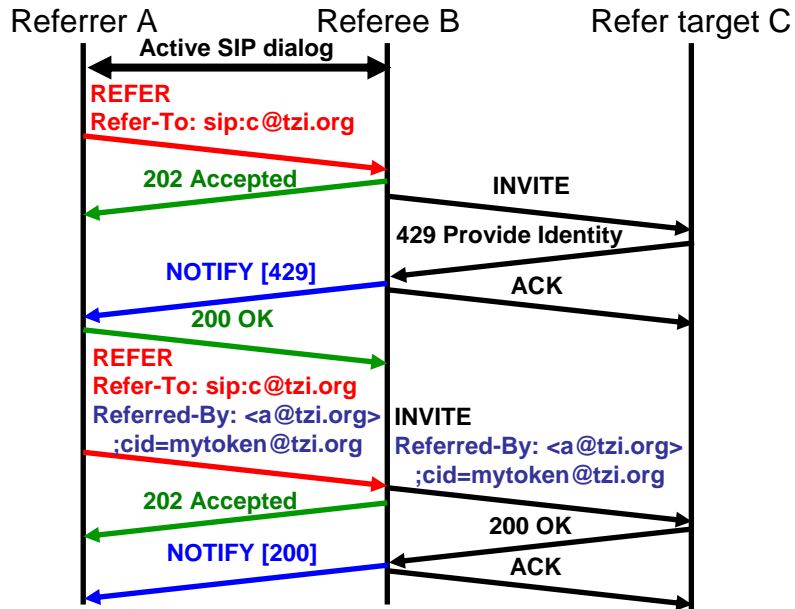 Referrer A
Referee B
Refer target C
Active SIP dialog
REFER
Refer-To: sip:c@tzi.org
202 Accepted
INVITE
429 Provide Identity
NOTIFY [429]
ACK
200 OK
REFER
Refer-To: sip:c@tzi.org
Referred-By: <a@tzi.org>
;cid=mytoken@tzi.org
INVITE
Referred-By: <a@tzi.org>
;cid=mytoken@tzi.org
202 Accepted
200 OK
NOTIFY [200]
ACK